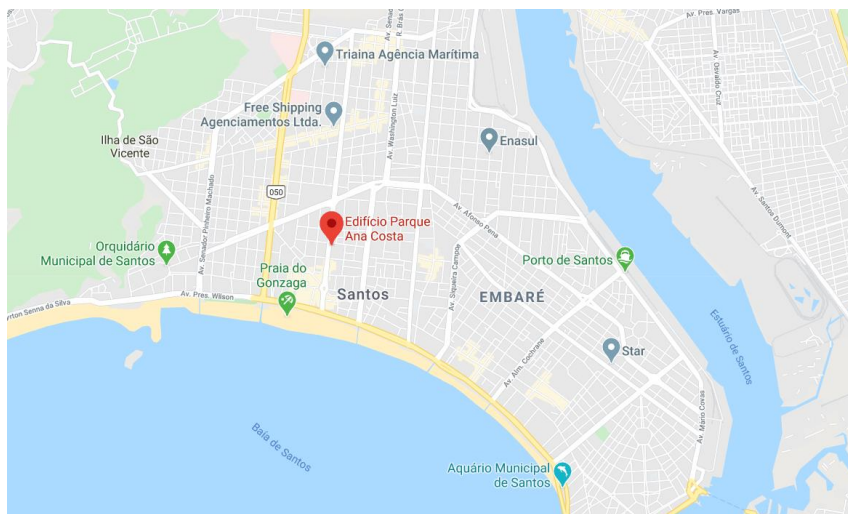 Av. Pres. Vargas
Av. Osvaldo Cruz
Triaina Agência Marítima
Free Shipping
Agenciamentos Ltda.
Av. Washington Luiz
Ilha de São
Vicente
Enasul
050
Av. Senador Pinheiro Machado
Av. Santos Dumont
Edifício Parque
Ana Costa
Av. Afonso Pena
Orquidário
Municipal de Santos
Porto de Santos
Praia do
Gonzaga
Av. Siqueira Campos
Av. Pres. Wilson
Santos
EMBARÉ
yrton Senna da Silva
Estuário de Santos
Star
Av. Alm. Cochrane
Av. Mario Covas
Baía de Santos
Aquário Municipal
de Santos